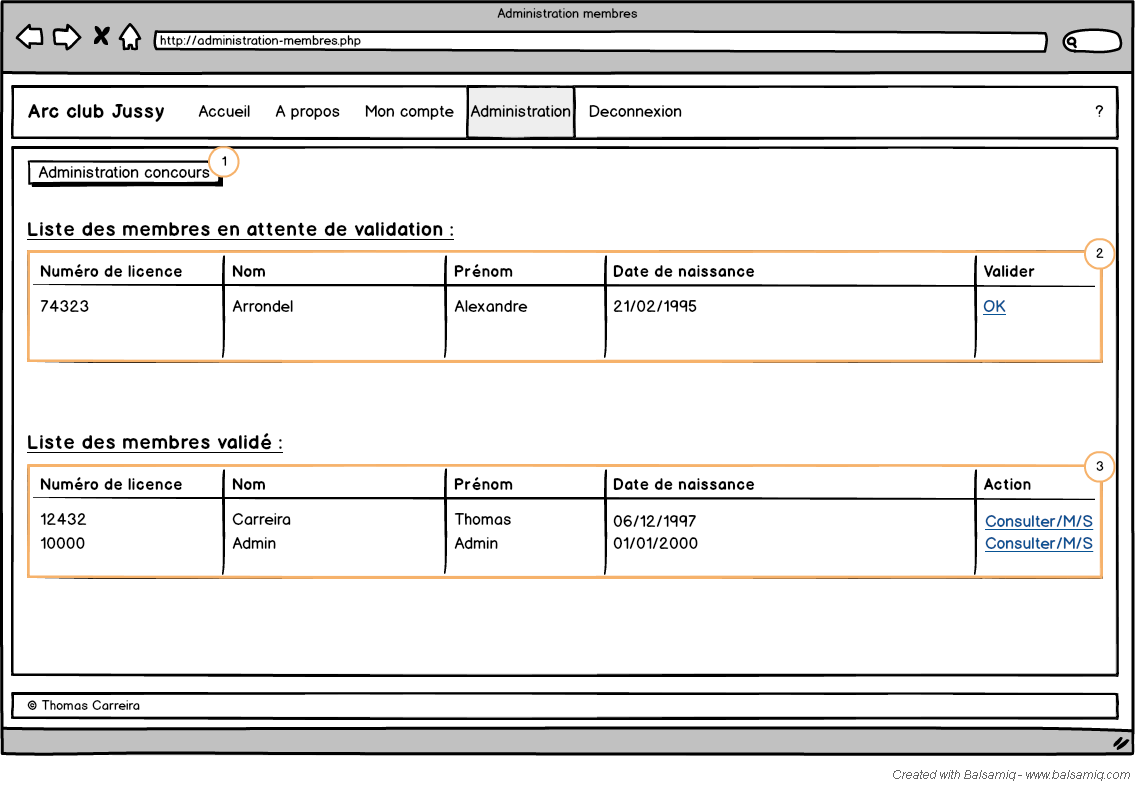 Administration membres
http://administration-membres.php
Arc club Jussy Accueil A propos Mon compte Administration Deconnexion ?
Administration concours 1
Liste des membres en attente de validation :
2
Numéro de licence Nom Prénom Date de naissance Valider
74323 Arrondel Alexandre 21/02/1995 OK
Liste des membres validé :
3
Numéro de licence Nom Prénom Date de naissance Action
12432 Carreira Thomas 06/12/1997 Consulter/M/S
10000 Admin Admin 01/01/2000 Consulter/M/S
© Thomas Carreira
Created with Balsamiq - www.balsamiq.com